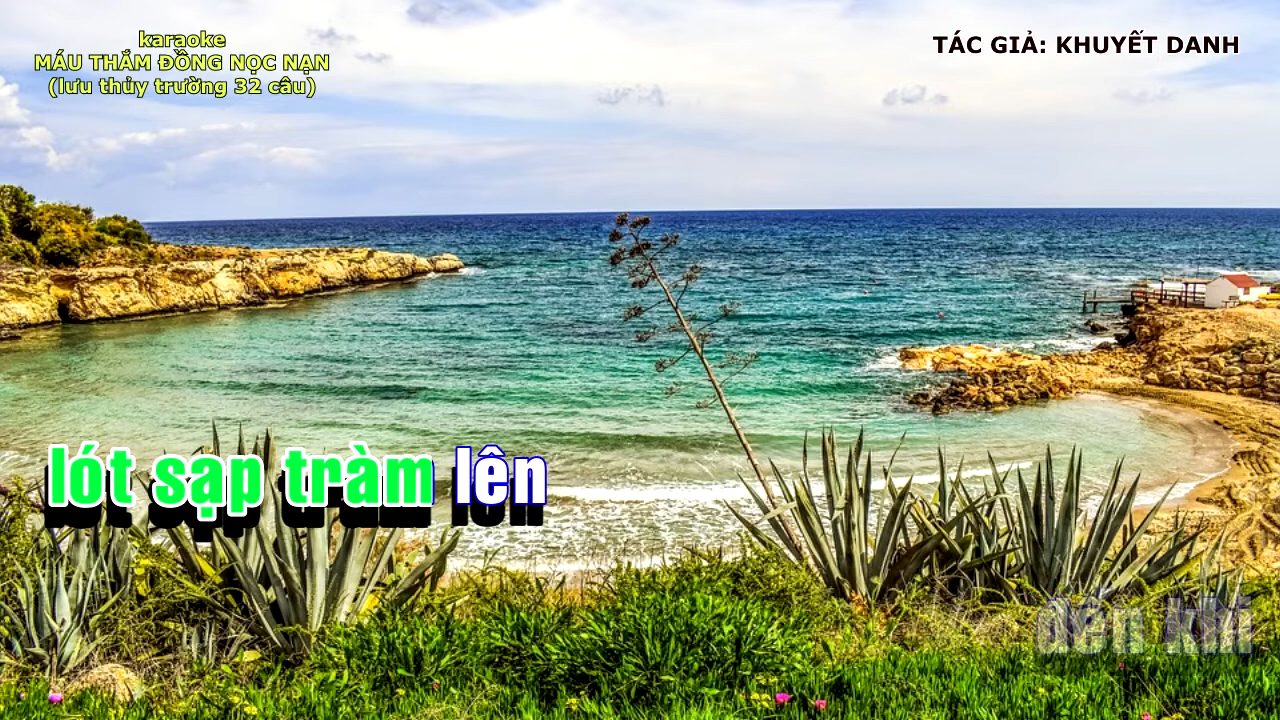 karaoke
MÁU THẮM ĐỒNG NỌC NẠN
(lưu thủy trường 32 câu)
TÁC GIẢ: KHUYẾT DANH
lót sạp tràm lên
đến khi